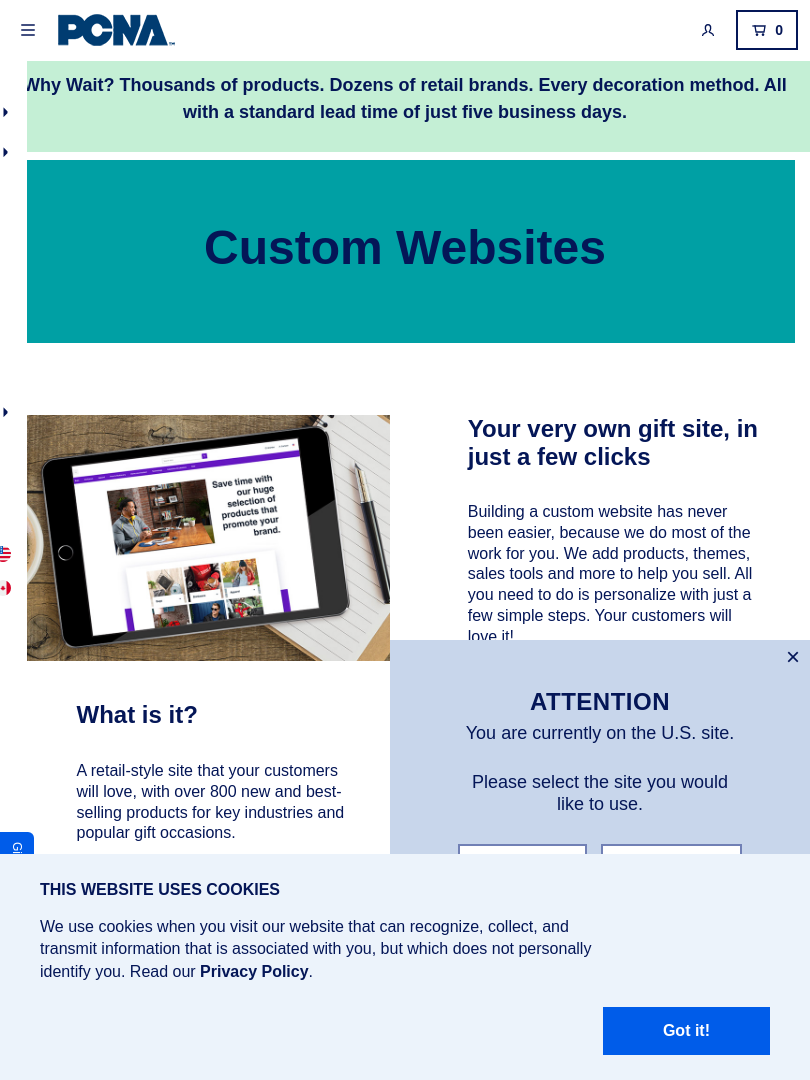 PCNA
0
Why Wait? Thousands of products. Dozens of retail brands. Every decoration method. All
with a standard lead time of just five business days.
Custom Websites
Save time with
our huge
selection of
products that
promote your
brand.
Your very own gift site, in
just a few clicks
Building a custom website has never
been easier, because we do most of the
work for you. We add products, themes,
sales tools and more to help you sell. All
you need to do is personalize with just a
few simple steps. Your customers will
love it!
What is it?
A retail-style site that your customers
will love, with over 800 new and best-
selling products for key industries and
popular gift occasions.
ATTENTION
You are currently on the U.S. site.
Please select the site you would
like to use.
THIS WEBSITE USES COOKIES
We use cookies when you visit our website that can recognize, collect, and
transmit information that is associated with you, but which does not personally
identify you. Read our Privacy Policy.
Got it!